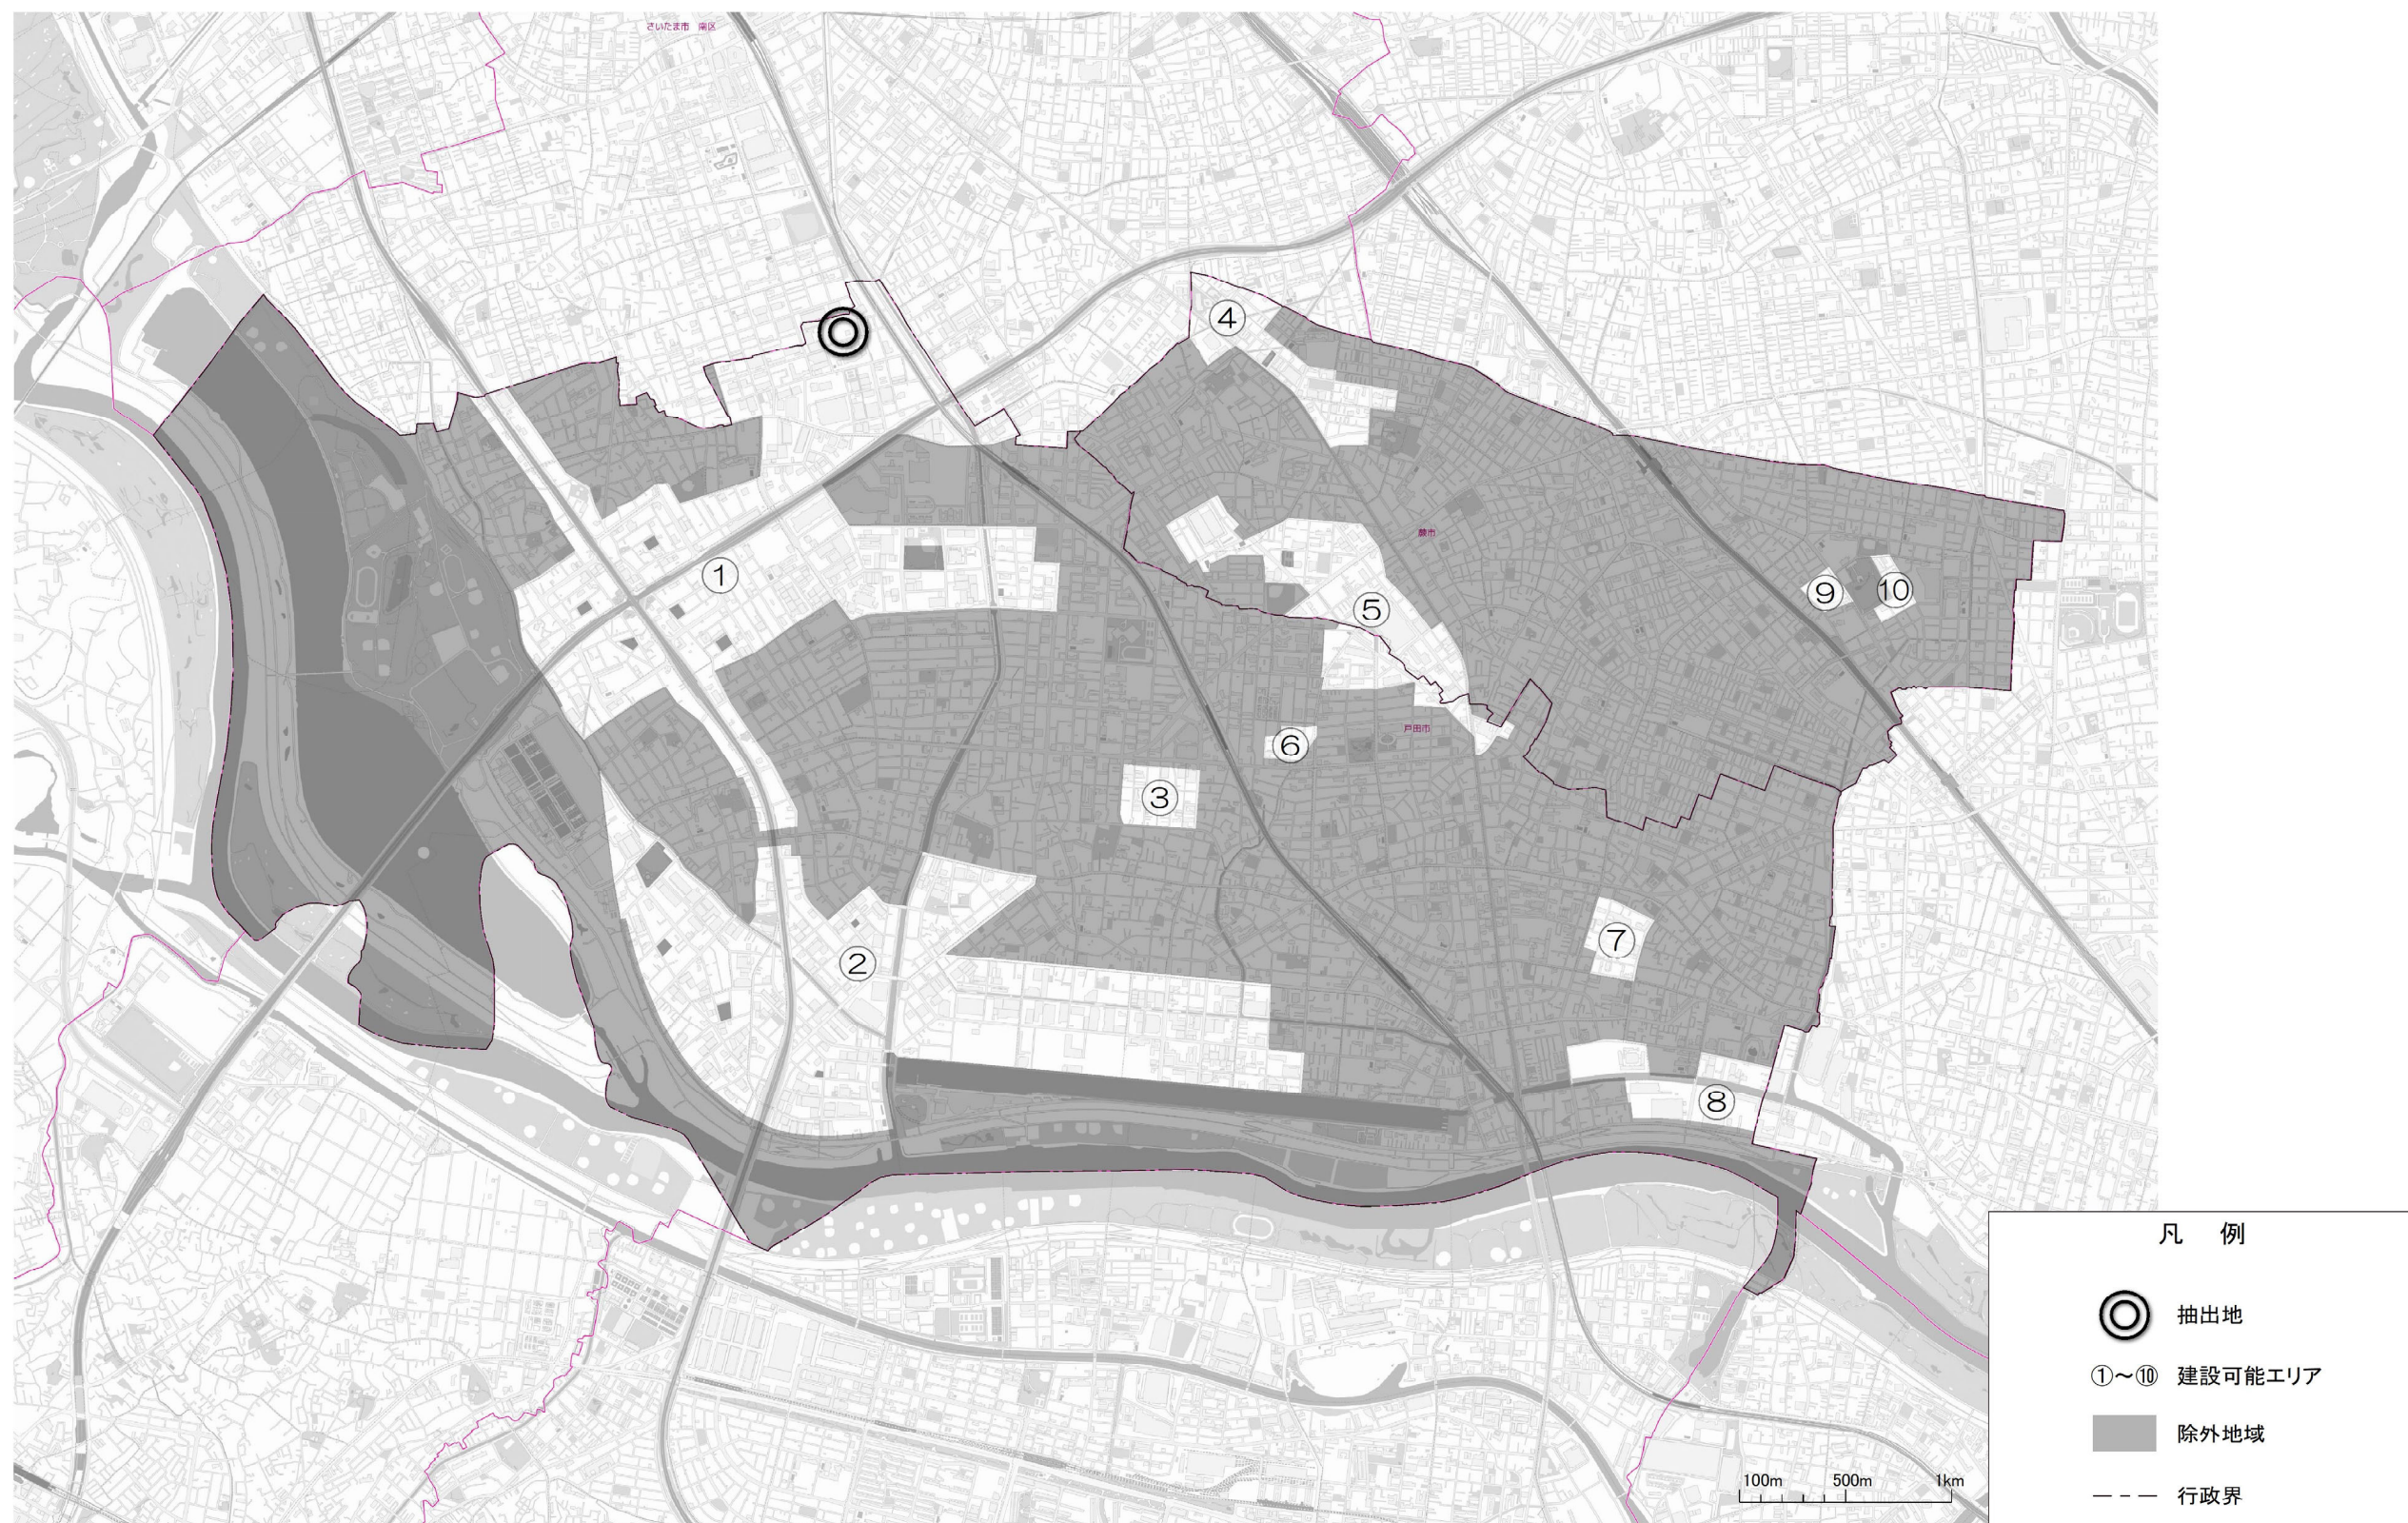 さいたま市 南区
④
蕨市
①
⑨
⑩
⑤
戸田市
⑥
③
⑦
②
⑧
100m 500m 1km
凡 例
抽出地
①～⑩ 建設可能エリア
除外地域
行政界